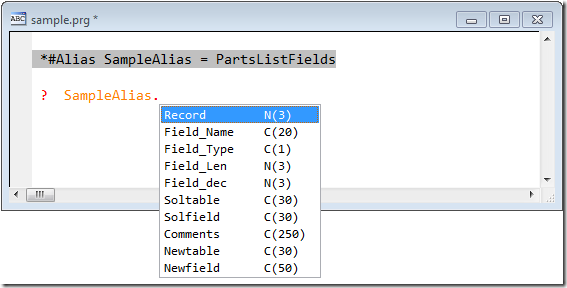 ABC sample.prg *
*#Alias SampleAlias = PartsListFields
? SampleAlias.
Record N(3)
Field_Name C(20)
Field_Type C(1)
Field_Len N(3)
Field_dec N(3)
Soltable C(30)
Solfield C(30)
Comments C(250)
Newtable C(30)
Newfield C(50)